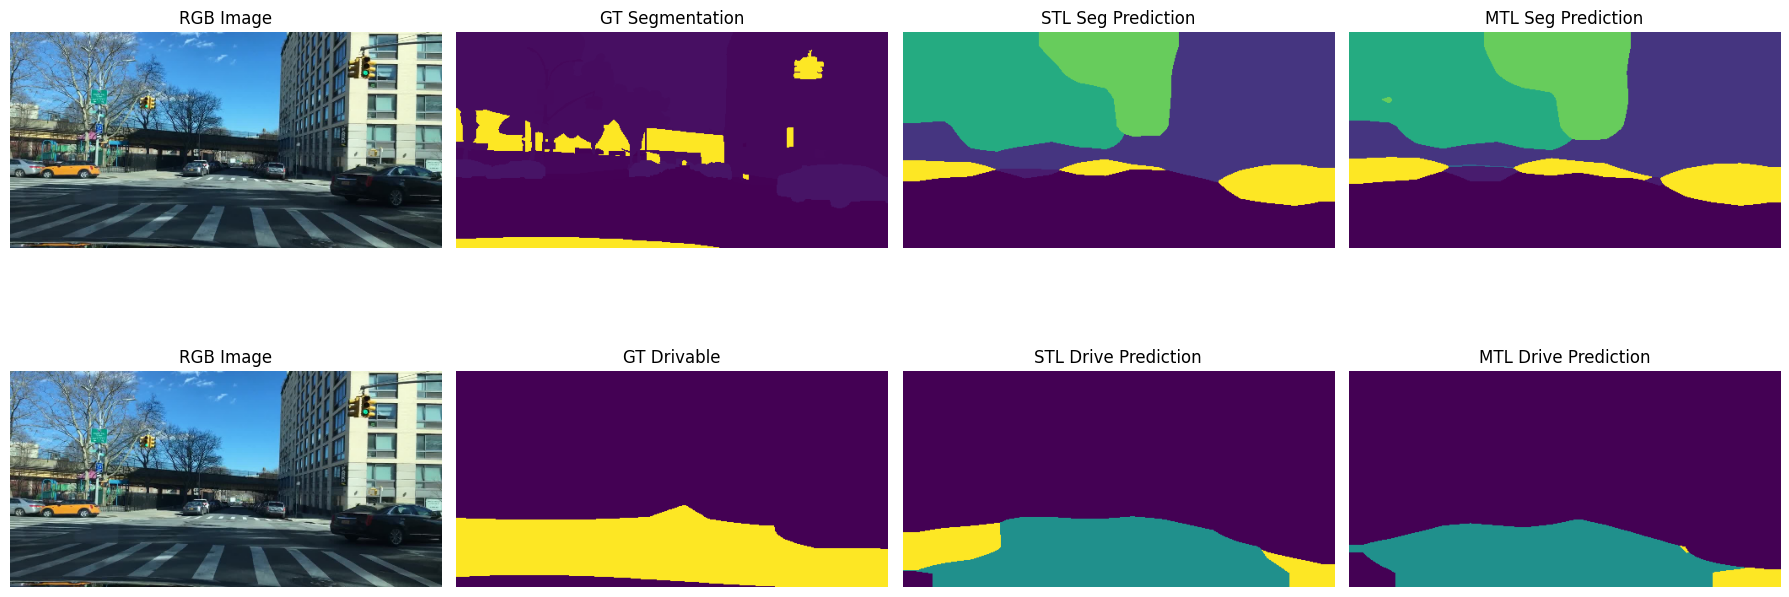 RGB Image
GT Segmentation
STL Seg Prediction
MTL Seg Prediction
RGB Image
GT Drivable
STL Drive Prediction
MTL Drive Prediction